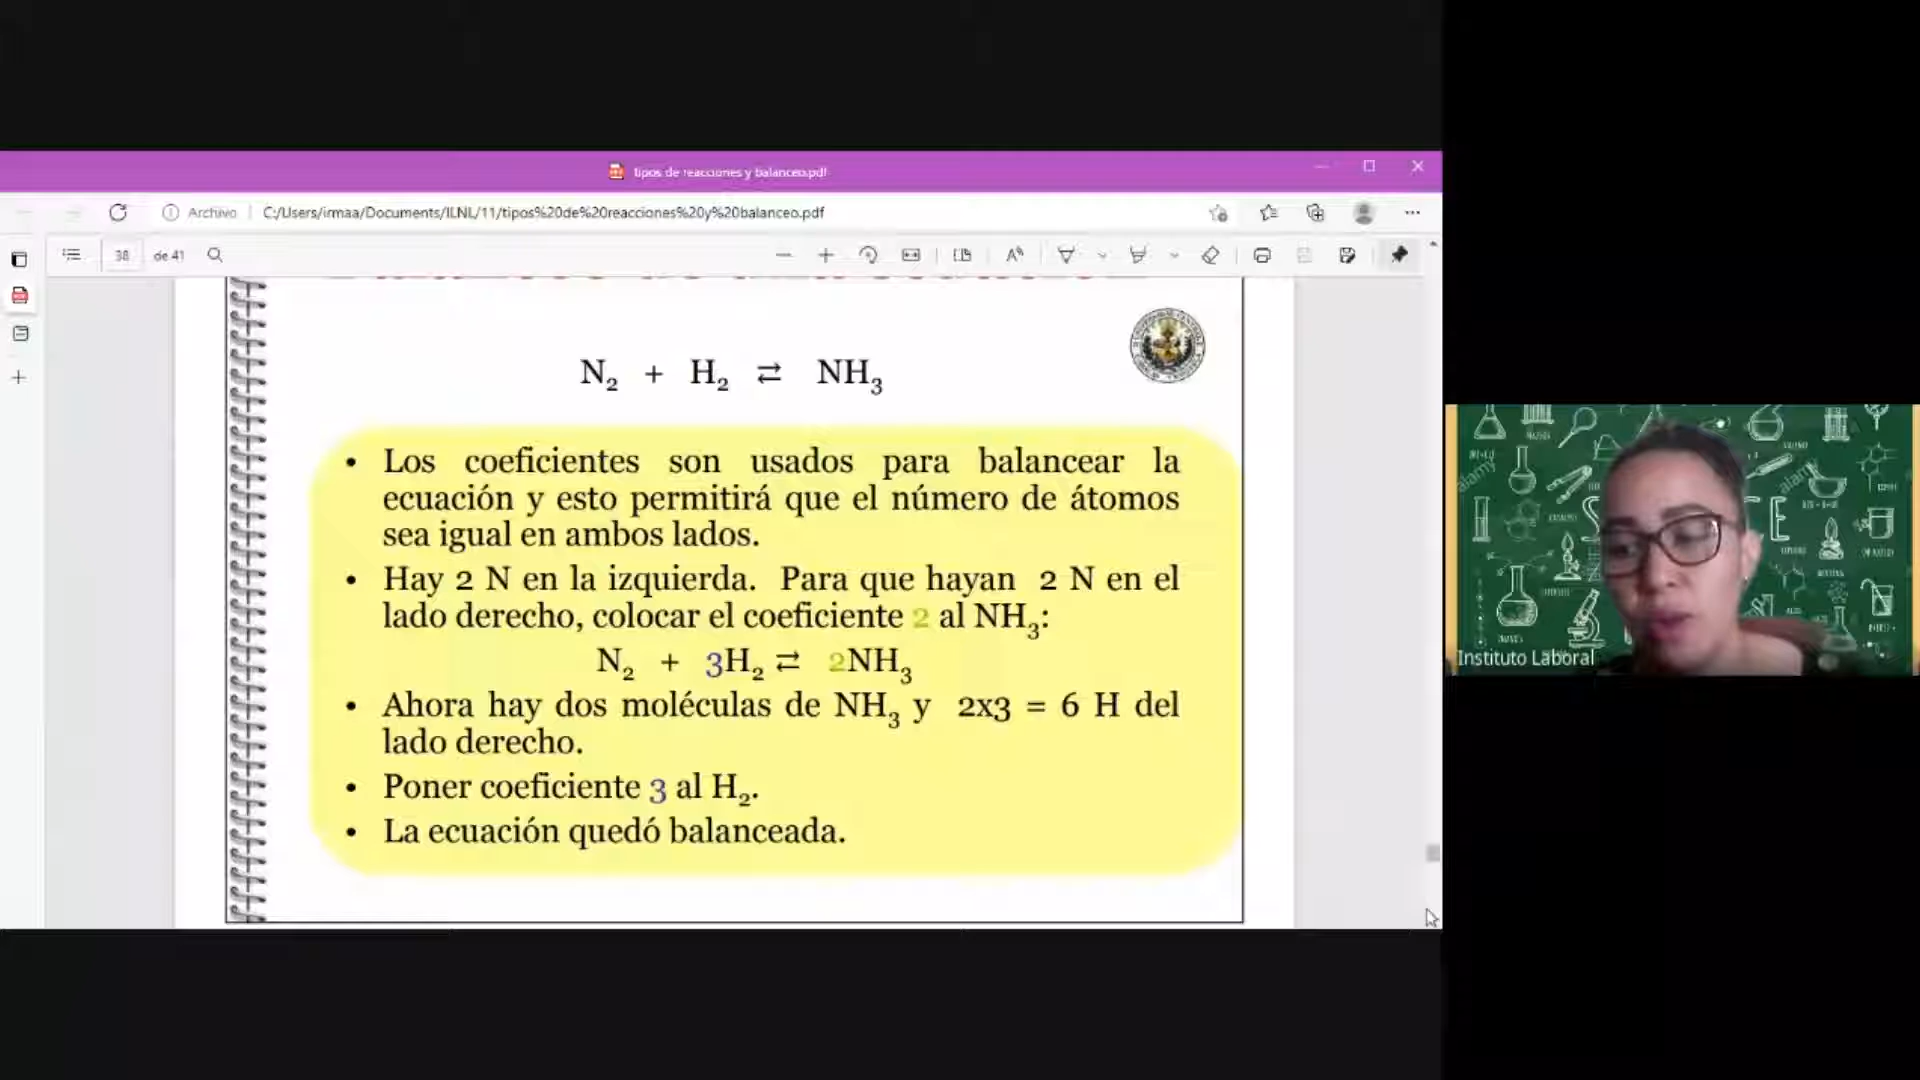 tipos de reacciones y balanceo.pdf
Archivo C:/Users/irmaa/Documents/ILNL/11/tipos%20de%20reacciones%20y%20balanceo.pdf
38 de 41
N₂ + H₂ ⇄ NH₃
• Los coeficientes son usados para balancear la
ecuación y esto permitirá que el número de átomos
sea igual en ambos lados.
• Hay 2 N en la izquierda. Para que hayan 2 N en el
lado derecho, colocar el coeficiente 2 al NH₃:
N₂ + 3H₂ ⇄ 2NH₃
• Ahora hay dos moléculas de NH₃ y 2x3 = 6 H del
lado derecho.
• Poner coeficiente 3 al H₂.
• La ecuación quedó balanceada.
alamy
Instituto Laboral